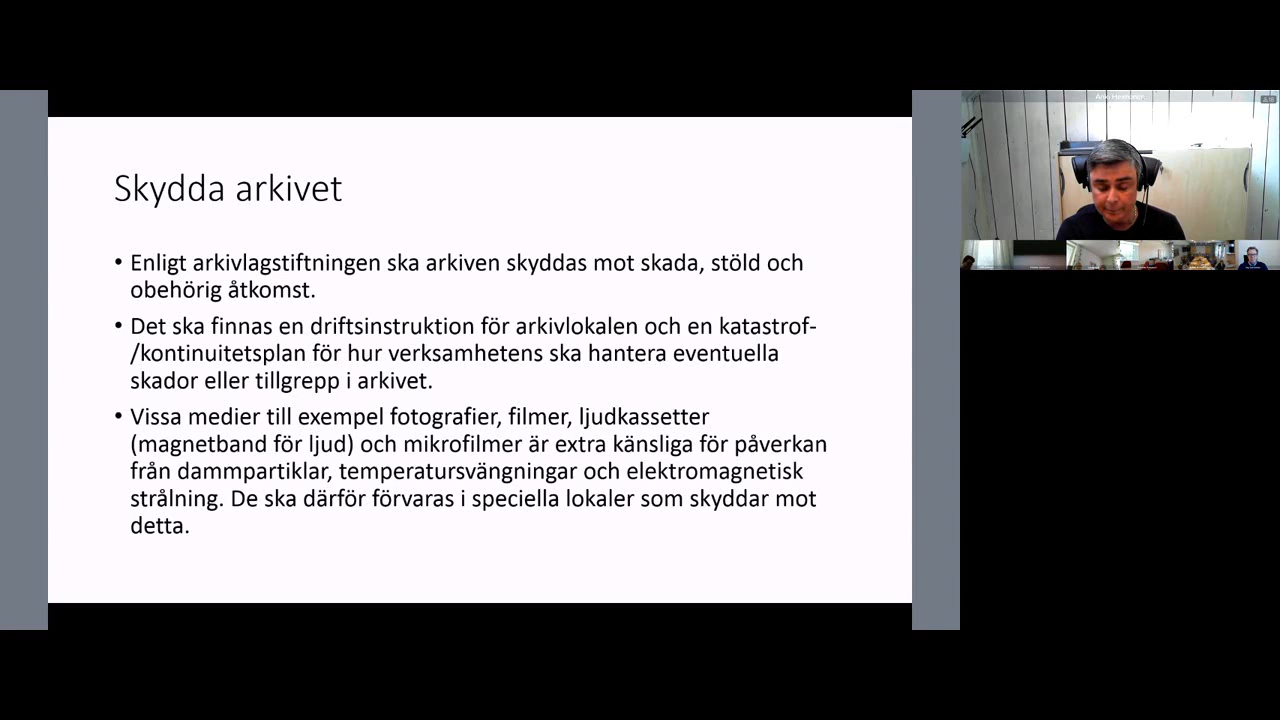 Skydda arkivet
• Enligt arkivlagstiftningen ska arkiven skyddas mot skada, stöld och
obehörig åtkomst.
• Det ska finnas en driftsinstruktion för arkivlokalen och en katastrof-
/kontinuitetsplan för hur verksamhetens ska hantera eventuella
skador eller tillgrepp i arkivet.
• Vissa medier till exempel fotografier, filmer, ljudkassetter
(magnetband för ljud) och mikrofilmer är extra känsliga för påverkan
från dammpartiklar, temperatursvängningar och elektromagnetisk
strålning. De ska därför förvaras i speciella lokaler som skyddar mot
detta.